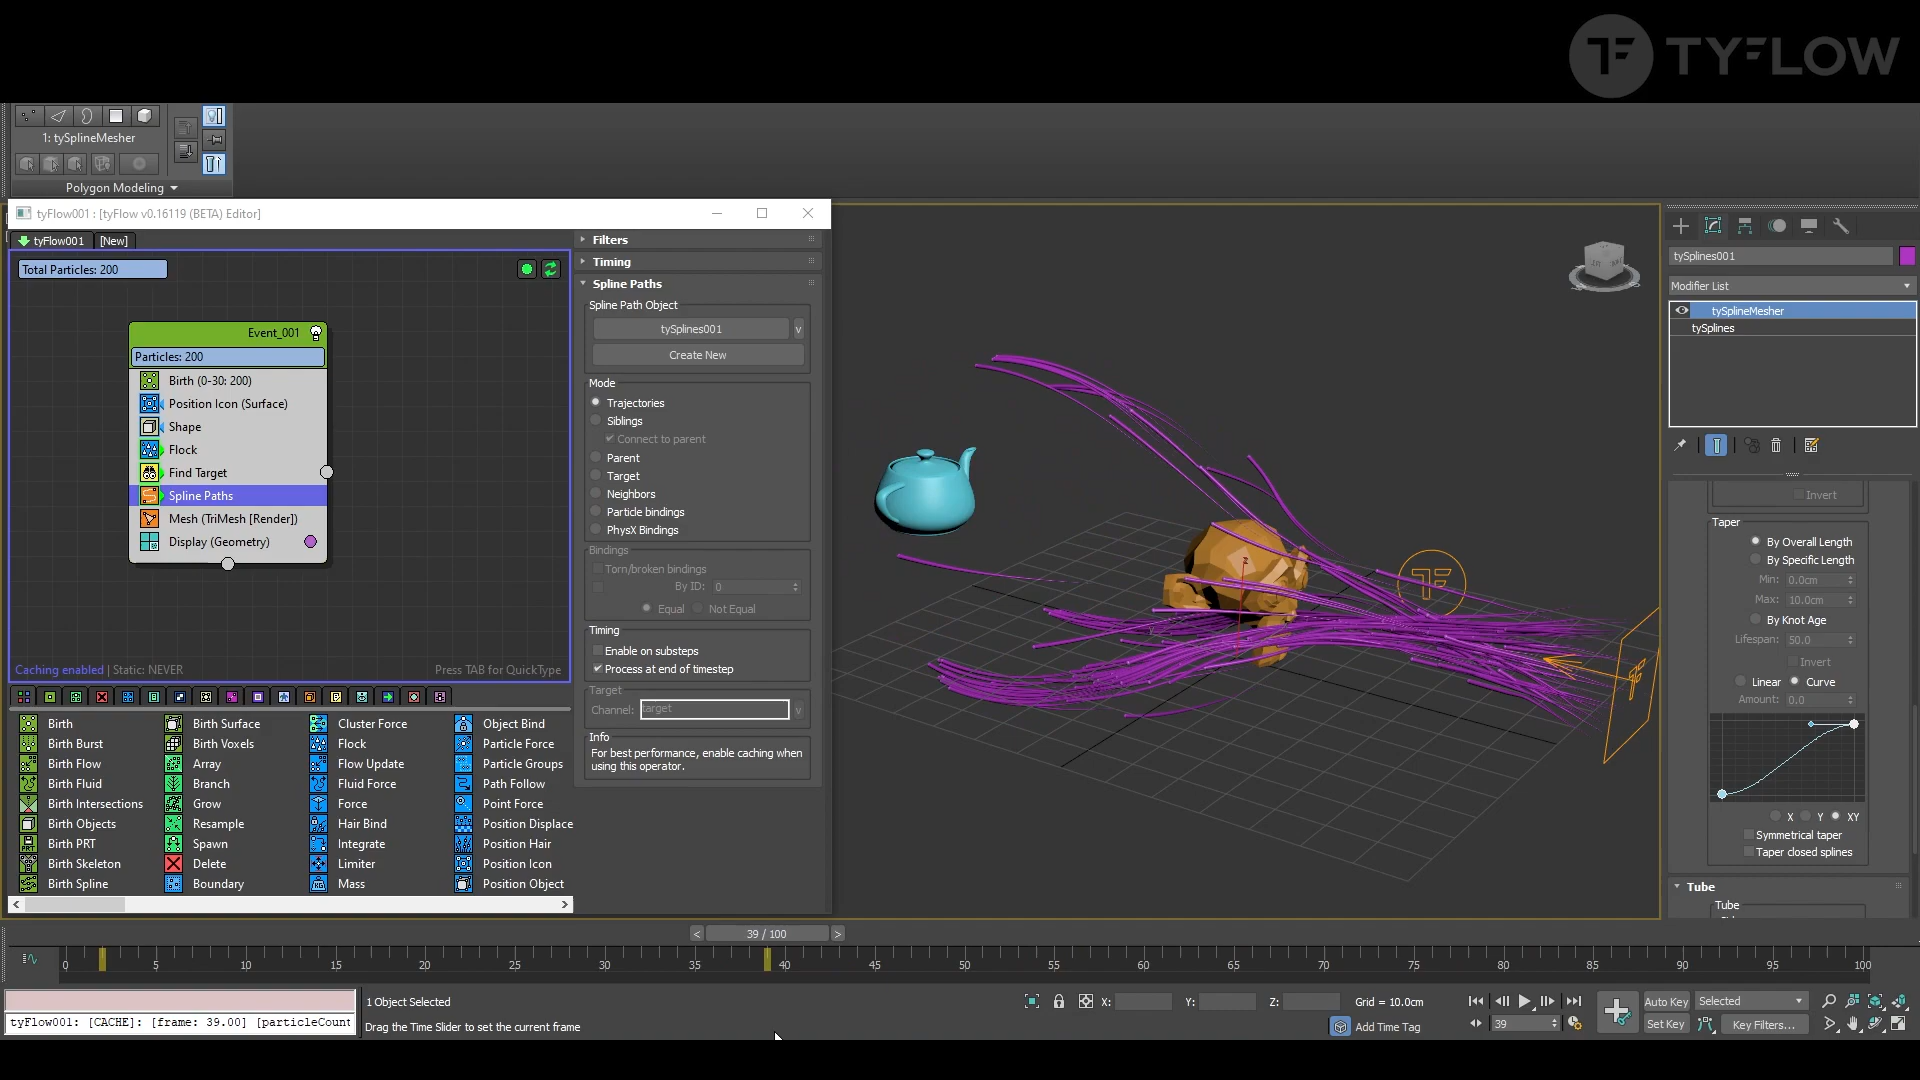 TYFLOW
1: tySplineMesher
Polygon Modeling
tyFlow001 : [tyFlow v0.16119 (BETA) Editor]
tyFlow001
[New]
Total Particles: 200
Event_001
Particles: 200
Birth (0-30: 200)
Position Icon (Surface)
Shape
Flock
Find Target
Spline Paths
Mesh (TriMesh [Render])
Display (Geometry)
Caching enabled | Static: NEVER
Press TAB for QuickType
Birth
Birth Burst
Birth Flow
Birth Fluid
Birth Intersections
Birth Objects
Birth PRT
Birth Skeleton
Birth Spline
Birth Surface
Birth Voxels
Array
Branch
Grow
Resample
Spawn
Delete
Boundary
Cluster Force
Flock
Flow Update
Fluid Force
Force
Hair Bind
Integrate
Limiter
Mass
Object Bind
Particle Force
Particle Groups
Path Follow
Point Force
Position Displace
Position Hair
Position Icon
Position Object
Filters
Timing
Spline Paths
Spline Path Object
tySplines001
v
Create New
Mode
Trajectories
Siblings
Connect to parent
Parent
Target
Neighbors
Particle bindings
PhysX Bindings
Bindings
Torn/broken bindings
By ID: 0
Equal
Not Equal
Timing
Enable on substeps
Process at end of timestep
Target
Channel: target
v
Info
For best performance, enable caching when
using this operator.
tySplines001
Modifier List
tySplineMesher
tySplines
Invert
Taper
By Overall Length
By Specific Length
Min: 0.0cm
Max: 10.0cm
By Knot Age
Lifespan: 50.0
Invert
Linear
Curve
Amount: 0.0
X
Y
XY
Symmetrical taper
Taper closed splines
Tube
Tube
< 39 / 100 >
0 5 10 15 20 25 30 35 40 45 50 55 60 65 70 75 80 85 90 95 100
tyFlow001: [CACHE]: [frame: 39.00] [particleCount
1 Object Selected
Drag the Time Slider to set the current frame
X:
Y:
Z:
Grid = 10.0cm
Add Time Tag
39
Auto Key
Selected
Set Key
Key Filters...